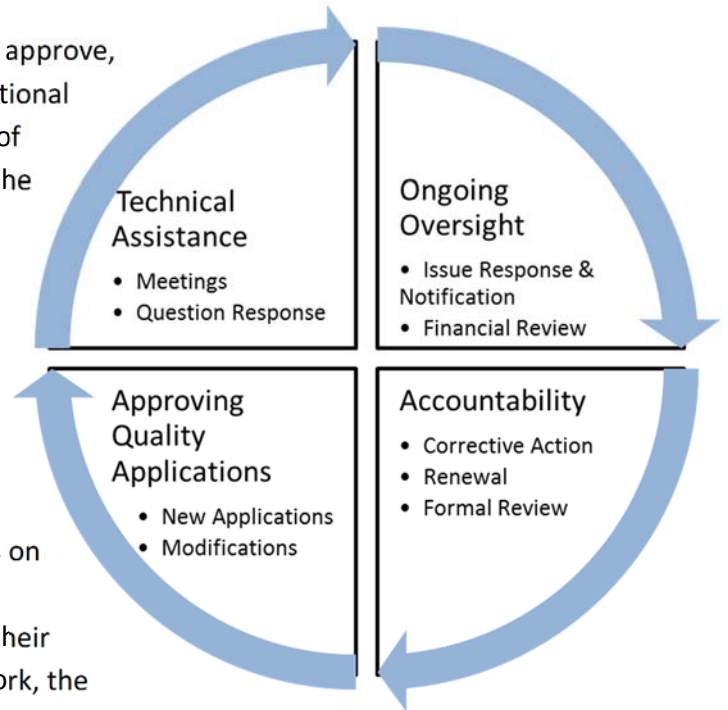 approve,
tional
of
he
Technical
Assistance
• Meetings
• Question Response
Ongoing
Oversight
• Issue Response &
Notification
• Financial Review
Approving
Quality
Applications
• New Applications
• Modifications
Accountability
• Corrective Action
• Renewal
• Formal Review
on
heir
ork, the